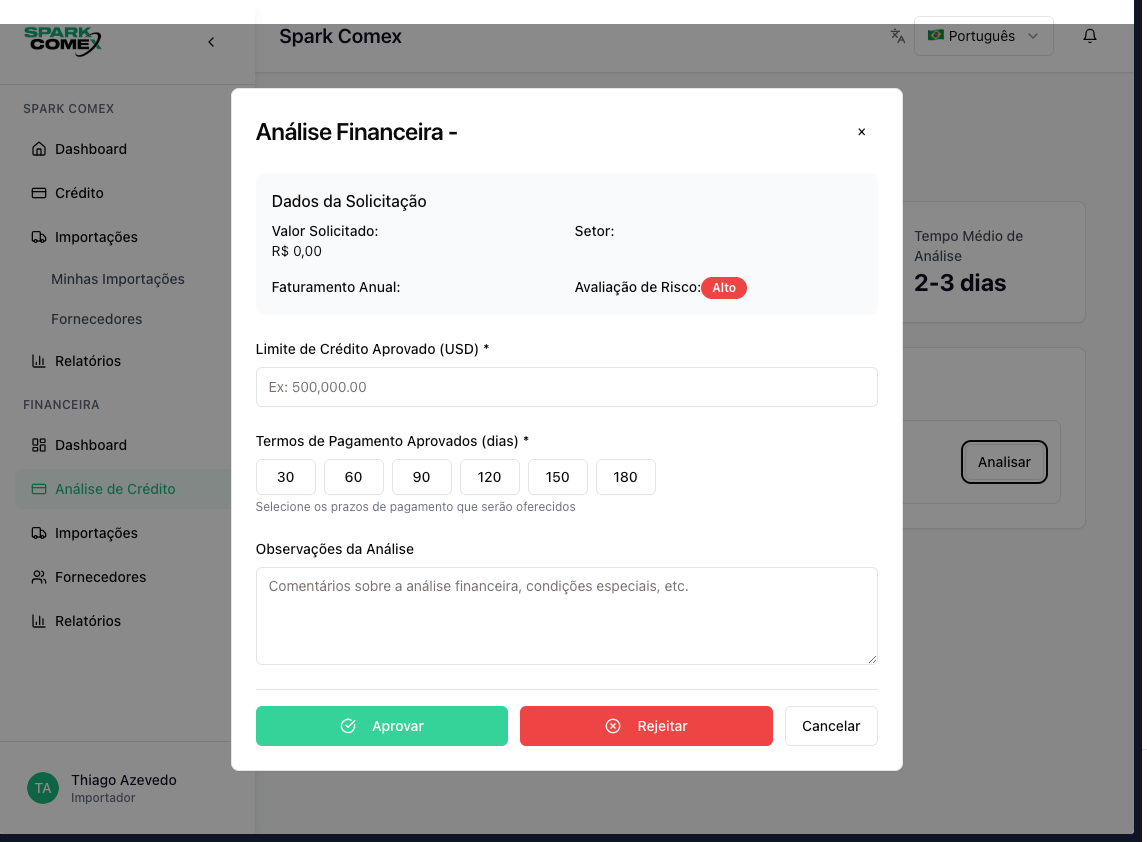 SPARK
COMEX
Spark Comex
Português
SPARK COMEX
Dashboard
Crédito
Importações
Minhas Importações
Fornecedores
Relatórios
FINANCEIRA
Dashboard
Análise de Crédito
Importações
Fornecedores
Relatórios
TA
Thiago Azevedo
Importador
Análise Financeira -
Dados da Solicitação
Valor Solicitado:
R$ 0,00
Setor:
Faturamento Anual:
Avaliação de Risco: Alto
Limite de Crédito Aprovado (USD) *
Ex: 500,000.00
Termos de Pagamento Aprovados (dias) *
30 60 90 120 150 180
Selecione os prazos de pagamento que serão oferecidos
Observações da Análise
Comentários sobre a análise financeira, condições especiais, etc.
Aprovar
Rejeitar
Cancelar
Tempo Médio de
Análise
2-3 dias
Analisar